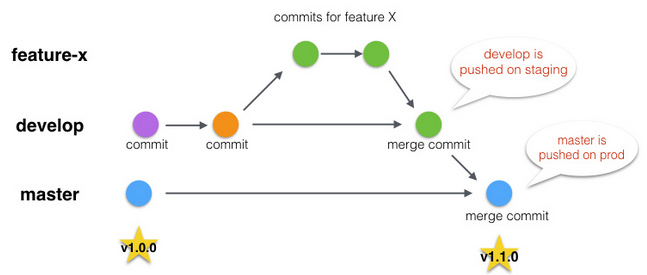 commits for feature X
feature-x
develop is
pushed on staging
develop
commit
commit
merge commit
master is
pushed on prod
master
merge commit
v1.0.0
v1.1.0